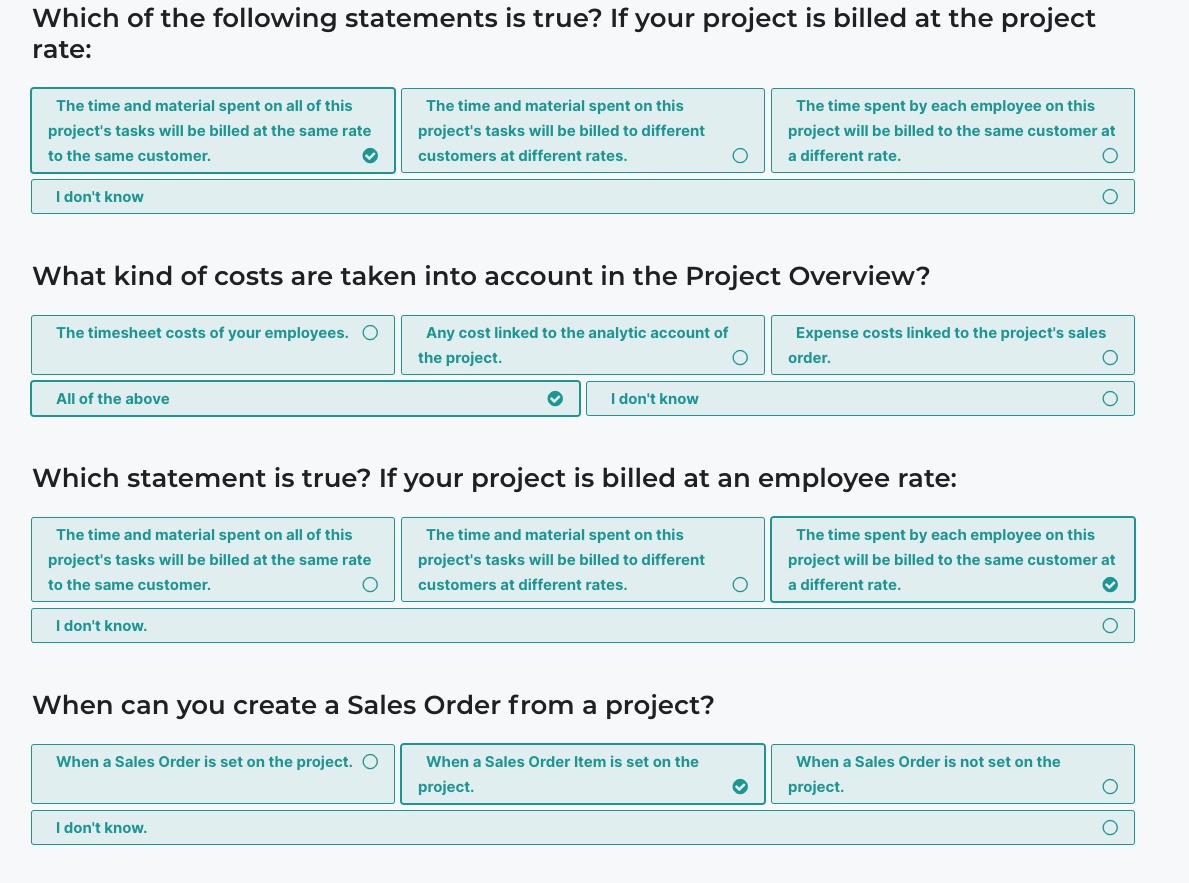 Which of the following statements is true? If your project is billed at the project
rate:
The time and material spent on all of this
project's tasks will be billed at the same rate
to the same customer.
The time and material spent on this
project's tasks will be billed to different
customers at different rates.
The time spent by each employee on this
project will be billed to the same customer at
a different rate.
I don't know
What kind of costs are taken into account in the Project Overview?
The timesheet costs of your employees.
Any cost linked to the analytic account of
the project.
Expense costs linked to the project's sales
order.
All of the above
I don't know
Which statement is true? If your project is billed at an employee rate:
The time and material spent on all of this
project's tasks will be billed at the same rate
to the same customer.
The time and material spent on this
project's tasks will be billed to different
customers at different rates.
The time spent by each employee on this
project will be billed to the same customer at
a different rate.
I don't know.
When can you create a Sales Order from a project?
When a Sales Order is set on the project.
When a Sales Order Item is set on the
project.
When a Sales Order is not set on the
project.
I don't know.